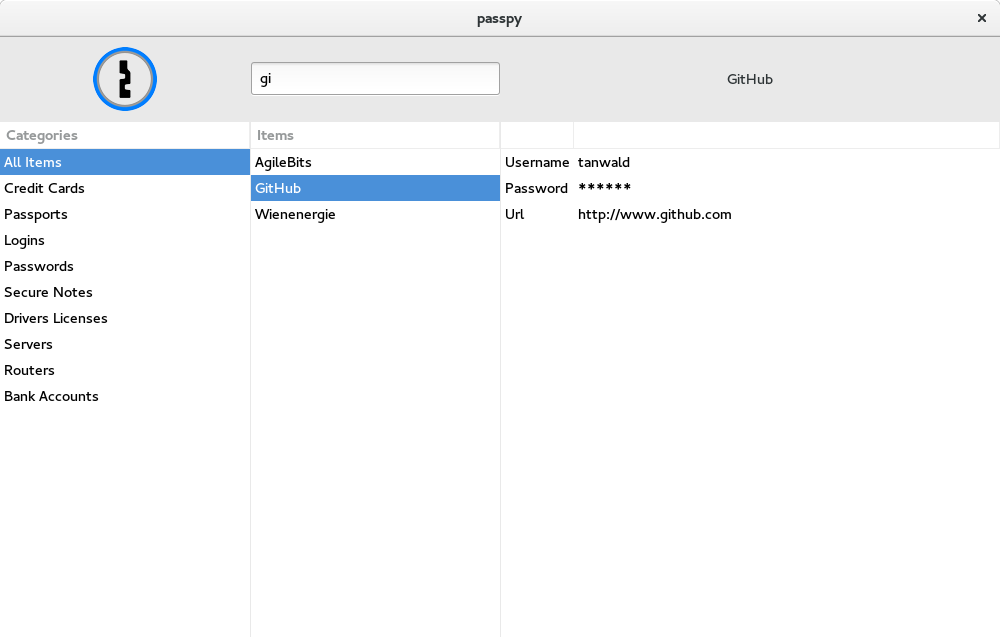 passpy ×
gi GitHub
Categories
All Items
Credit Cards
Passports
Logins
Passwords
Secure Notes
Drivers Licenses
Servers
Routers
Bank Accounts
Items
AgileBits
GitHub
Wienenergie
Username tanwald
Password ******
Url http://www.github.com